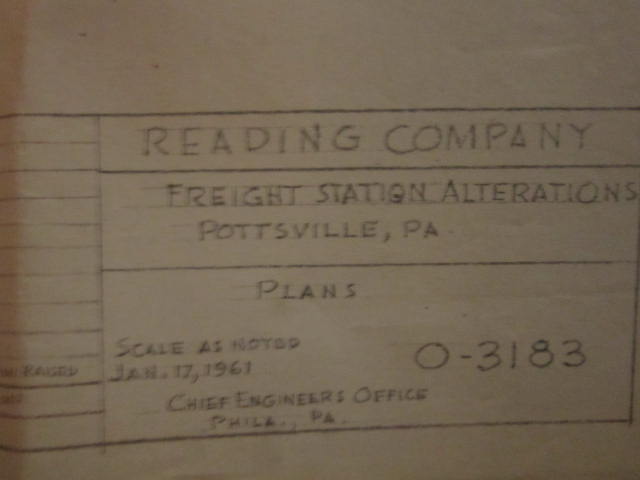 READING COMPANY
FREIGHT STATION ALTERATIONS
POTTSVILLE, PA.
PLANS
SCALE AS NOTED
JAN. 17, 1961
O-3183
CHIEF ENGINEERS OFFICE
PHILA., PA.
RAISED